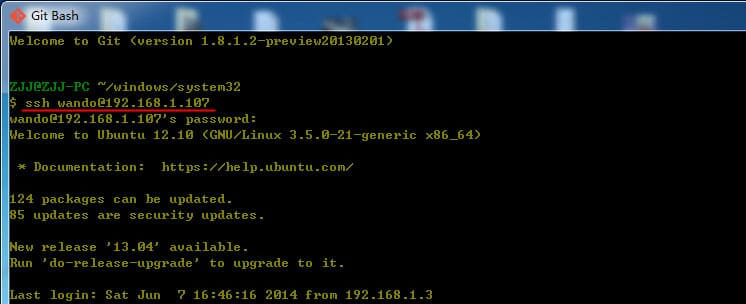 Git Bash
Welcome to Git (version 1.8.1.2-preview20130201)
ZJJ@ZJJ-PC ~/windows/system32
$ ssh wando@192.168.1.107
wando@192.168.1.107's password:
Welcome to Ubuntu 12.10 (GNU/Linux 3.5.0-21-generic x86_64)
* Documentation:  https://help.ubuntu.com/
124 packages can be updated.
85 updates are security updates.
New release '13.04' available.
Run 'do-release-upgrade' to upgrade to it.
Last login: Sat Jun  7 16:46:16 2014 from 192.168.1.3